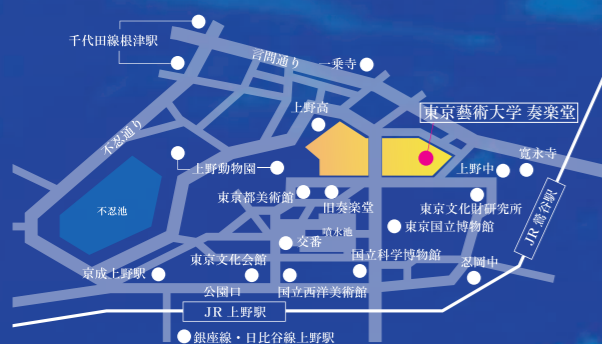 千代田線根津駅
言問通り
乗寺
上野高
東京藝術大学 奏楽堂
不忍通り
寛永寺
上野動物園
上野中
東京都美術館
旧奏楽堂
東京文化財研究所
不忍池
東京国立博物館
JR 鶯谷駅
噴水池
交番
東京文化会館
国立科学博物館
忍岡中
京成上野駅
公園口
国立西洋美術館
JR 上野駅
銀座線・日比谷線上野駅